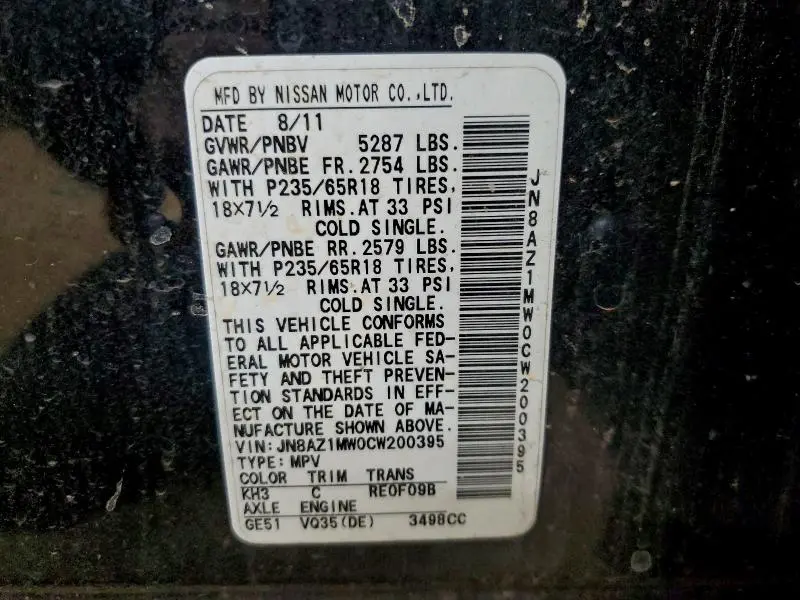 MFD BY NISSAN MOTOR CO.,LTD.
DATE 8/11
GVWR/PNBV 5287 LBS.
GAWR/PNBE FR. 2754 LBS.
WITH P235/65R18 TIRES,
18X7½ RIMS.AT 33 PSI
COLD SINGLE.
GAWR/PNBE RR. 2579 LBS.
WITH P235/65R18 TIRES,
18X7½ RIMS.AT 33 PSI
COLD SINGLE.
THIS VEHICLE CONFORMS
TO ALL APPLICABLE FED-
ERAL MOTOR VEHICLE SA-
FETY AND THEFT PREVEN-
TION STANDARDS IN EFF-
ECT ON THE DATE OF MA-
NUFACTURE SHOWN ABOVE.
VIN: JN8AZ1MW0CW200395
TYPE: MPV
COLOR TRIM TRANS
KH3 C RE0F09B
AXLE ENGINE
GE51 VQ35(DE) 3498CC
JN8AZ1MW0CW200395